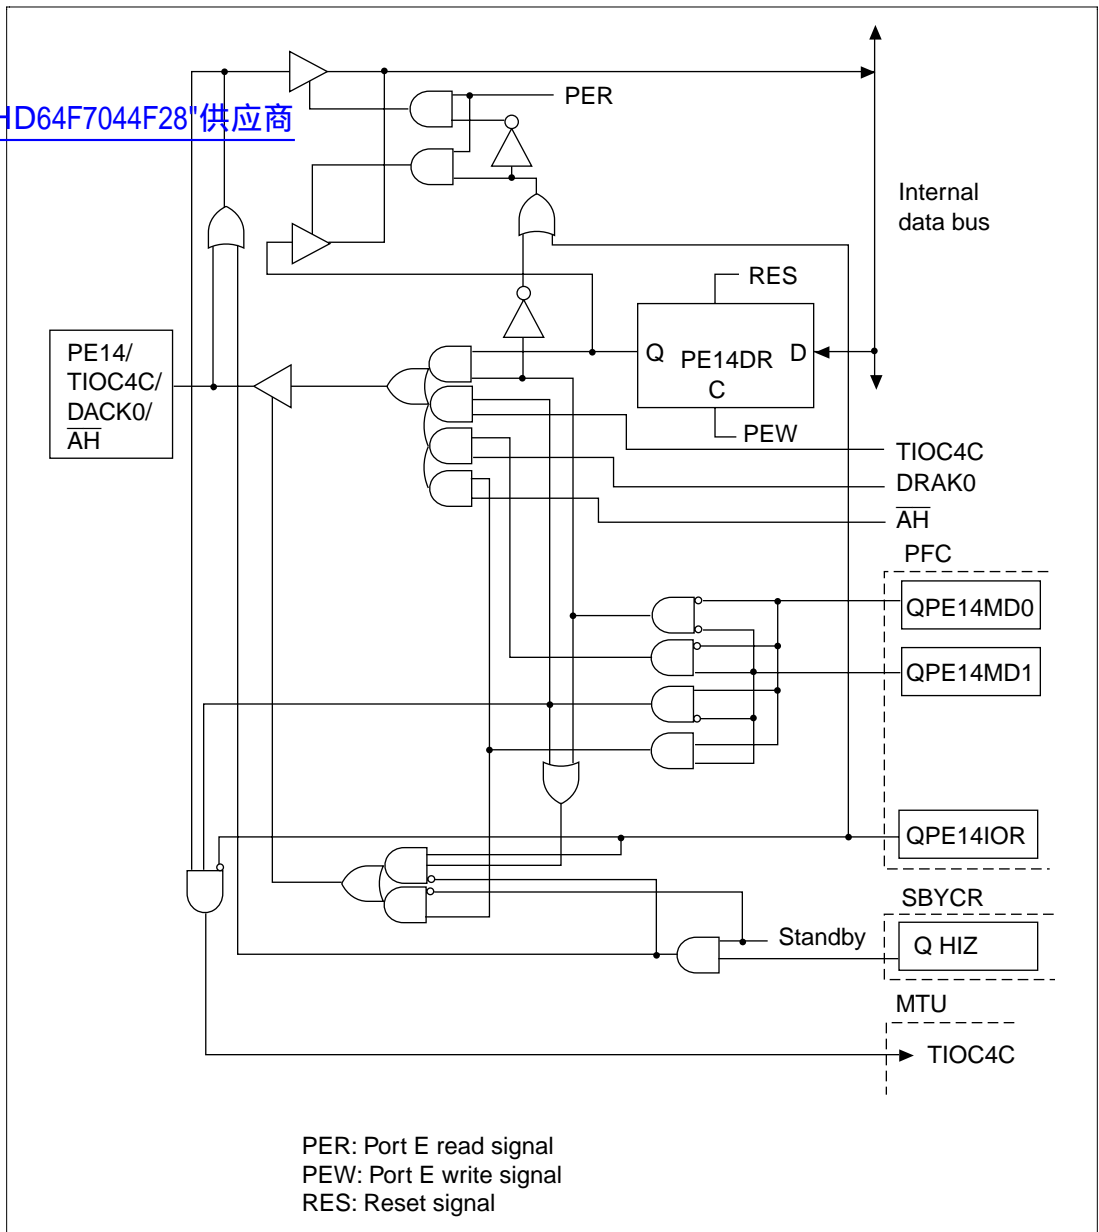 PER
HD64F7044F28"供应商
Internal
data bus
RES
PE14/
TIOC4C/
DACK0/
AH
Q
PE14DR
D
C
PEW
TIOC4C
DRAK0
AH
PFC
QPE14MD0
QPE14MD1
QPE14IOR
SBYCR
Standby
Q HIZ
MTU
TIOC4C
PER: Port E read signal
PEW: Port E write signal
RES: Reset signal